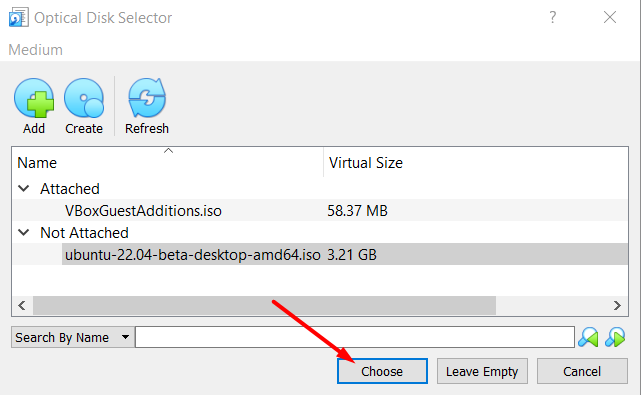 Optical Disk Selector
?
Medium
Add Create Refresh
Name Virtual Size
Attached
VBoxGuestAdditions.iso 58.37 MB
Not Attached
ubuntu-22.04-beta-desktop-amd64.iso 3.21 GB
Search By Name
Choose Leave Empty Cancel